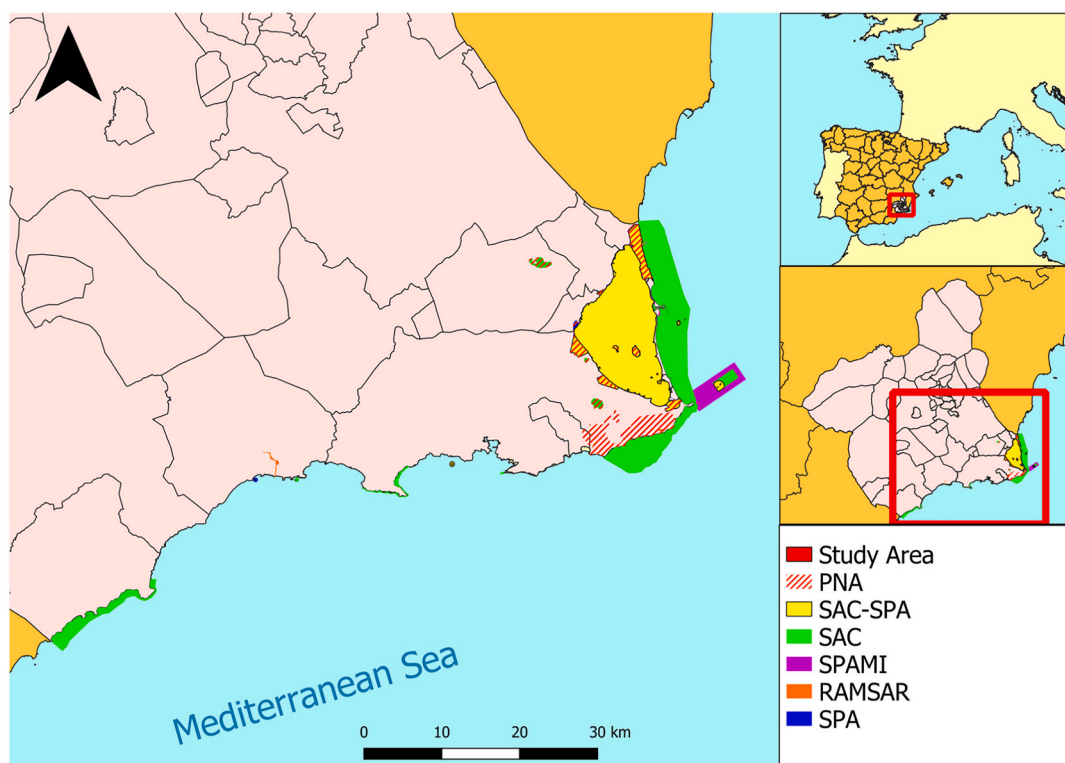 Mediterranean Sea
0 10 20 30 km
Study Area
PNA
SAC-SPA
SAC
SPAMI
RAMSAR
SPA